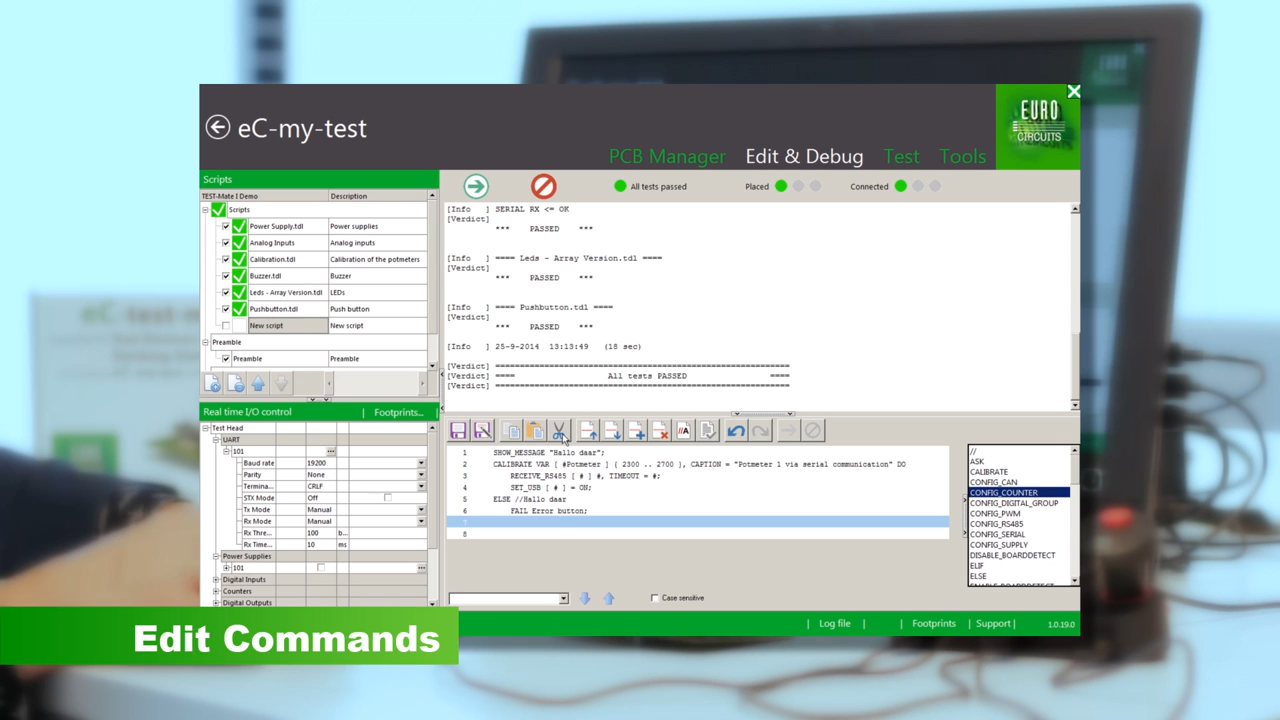 eC-my-test
EURO
CIRCUITS
PCB Manager Edit & Debug Test Tools
Scripts
All tests passed Placed Connected
TEST-Mate I Demo Description
Scripts
Power Supply.tdl Power supplies
Analog Inputs Analog inputs
Calibration.tdl Calibration of the potmeters
Buzzer.tdl Buzzer
Leds - Array Version.tdl LEDs
Pushbutton.tdl Push button
New script New script
Preamble
Preamble Preamble
[Info ] SERIAL RX <= OK
[Verdict]
*** PASSED ***
[Info ] ==== Leds - Array Version.tdl ====
[Verdict]
*** PASSED ***
[Info ] ==== Pushbutton.tdl ====
[Verdict]
*** PASSED ***
[Info ] 25-9-2014 13:13:49 (18 sec)
[Verdict] ============================================================
[Verdict] ==== All tests PASSED ====
[Verdict] ============================================================
Real time I/O control | Footprints... |
Test Head
UART
101 ...
Baud rate 19200
Parity None
Termina... CRLF
STX Mode Off
Tx Mode Manual
Rx Mode Manual
Rx Thre... 100 b...
Rx Time... 10 ms
Power Supplies
101 ...
Digital Inputs
Counters
Digital Outputs
1 SHOW_MESSAGE "Hallo daar";
2 CALIBRATE VAR [ #Potmeter ] ( 2300 .. 2700 ), CAPTION = "Potmeter 1 via serial communication" DO
3 RECEIVE_RS485 [ # ] #, TIMEOUT = #;
4 SET_USB [ # ] = ON;
5 ELSE //Hallo daar
6 FAIL Error button;
7
8
//
ASK
CALIBRATE
CONFIG_CAN
CONFIG_COUNTER
CONFIG_DIGITAL_GROUP
CONFIG_PWM
CONFIG_RS485
CONFIG_SERIAL
CONFIG_SUPPLY
DISABLE_BOARDDETECT
ELIF
ELSE
Case sensitive
| Log file | | Footprints | Support | 1.0.19.0
Edit Commands